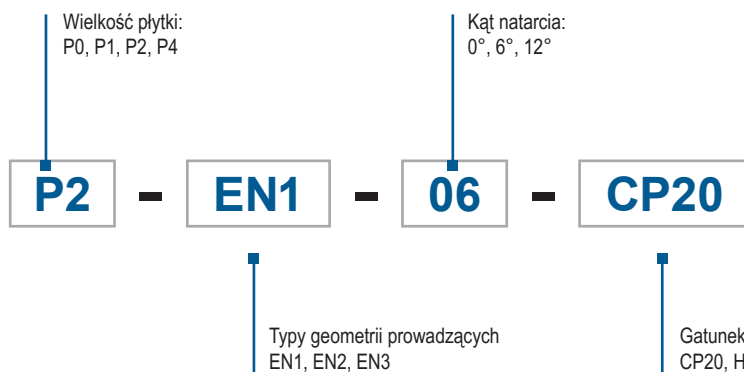 Wielkość płytki:
P0, P1, P2, P4
Kąt natarcia:
0°, 6°, 12°
P2 - EN1 - 06 - CP20
Typy geometrii prowadzących
EN1, EN2, EN3
Gatunek
CP20, H